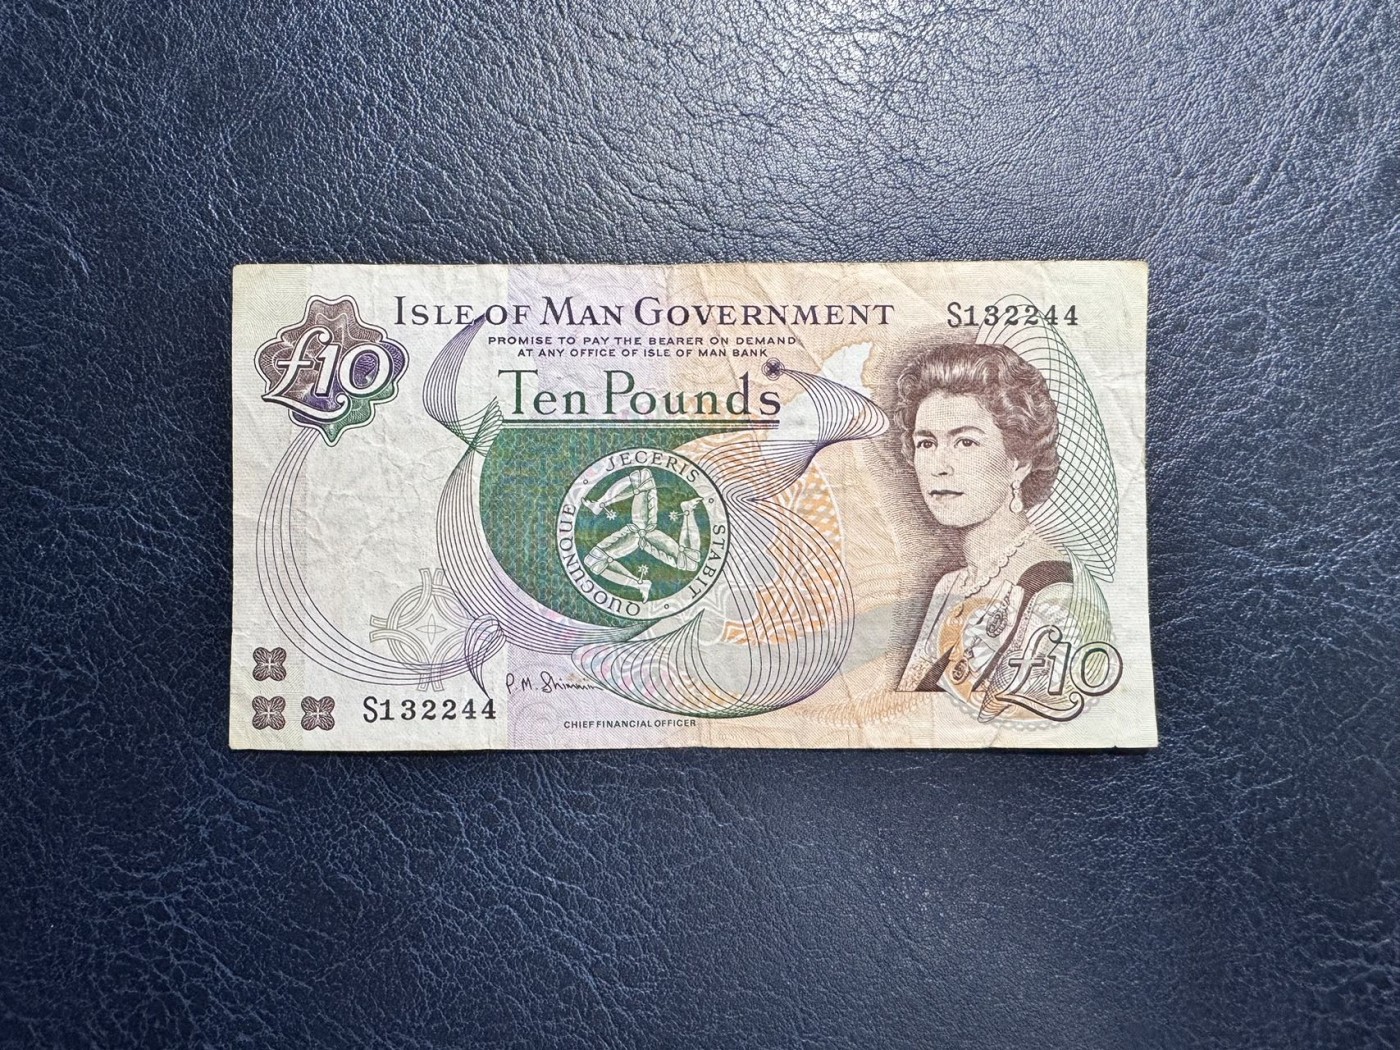 ISLE OF MAN GOVERNMENT
S132244
PROMISE TO PAY THE BEARER ON DEMAND
AT ANY OFFICE OF ISLE OF MAN BANK
£10
Ten Pounds
QUOCUNQUE JECERIS STABIT
£10
P. M. Shimmin
S132244
CHIEF FINANCIAL OFFICER